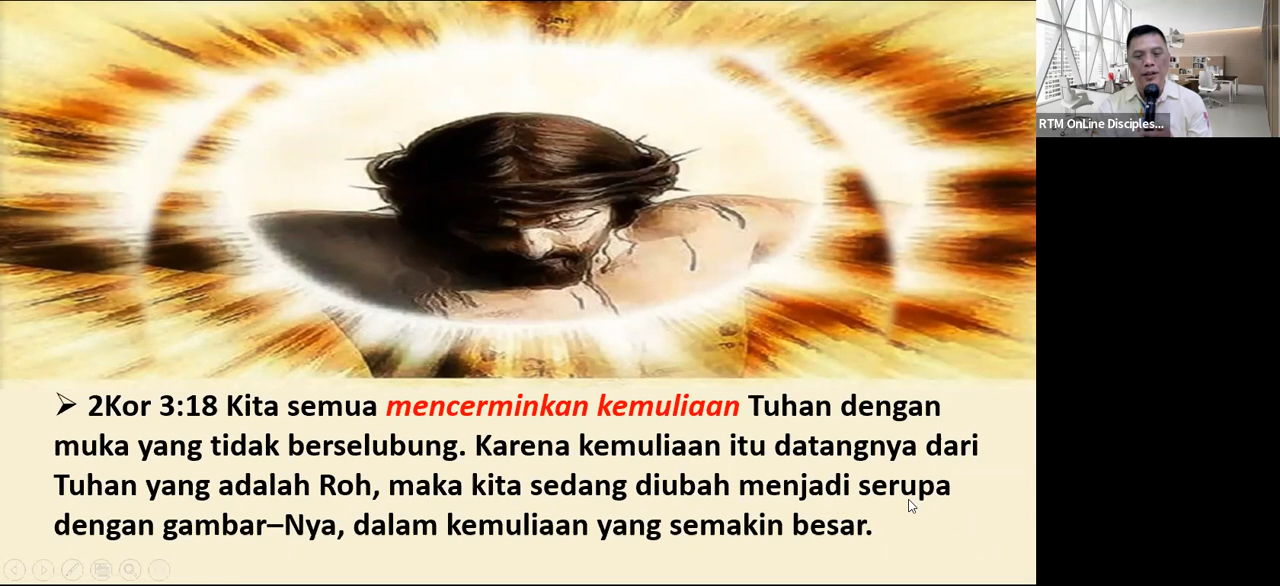 RTM OnLine Disciples...
➢ 2Kor 3:18 Kita semua mencerminkan kemuliaan Tuhan dengan
muka yang tidak berselubung. Karena kemuliaan itu datangnya dari
Tuhan yang adalah Roh, maka kita sedang diubah menjadi serupa
dengan gambar–Nya, dalam kemuliaan yang semakin besar.